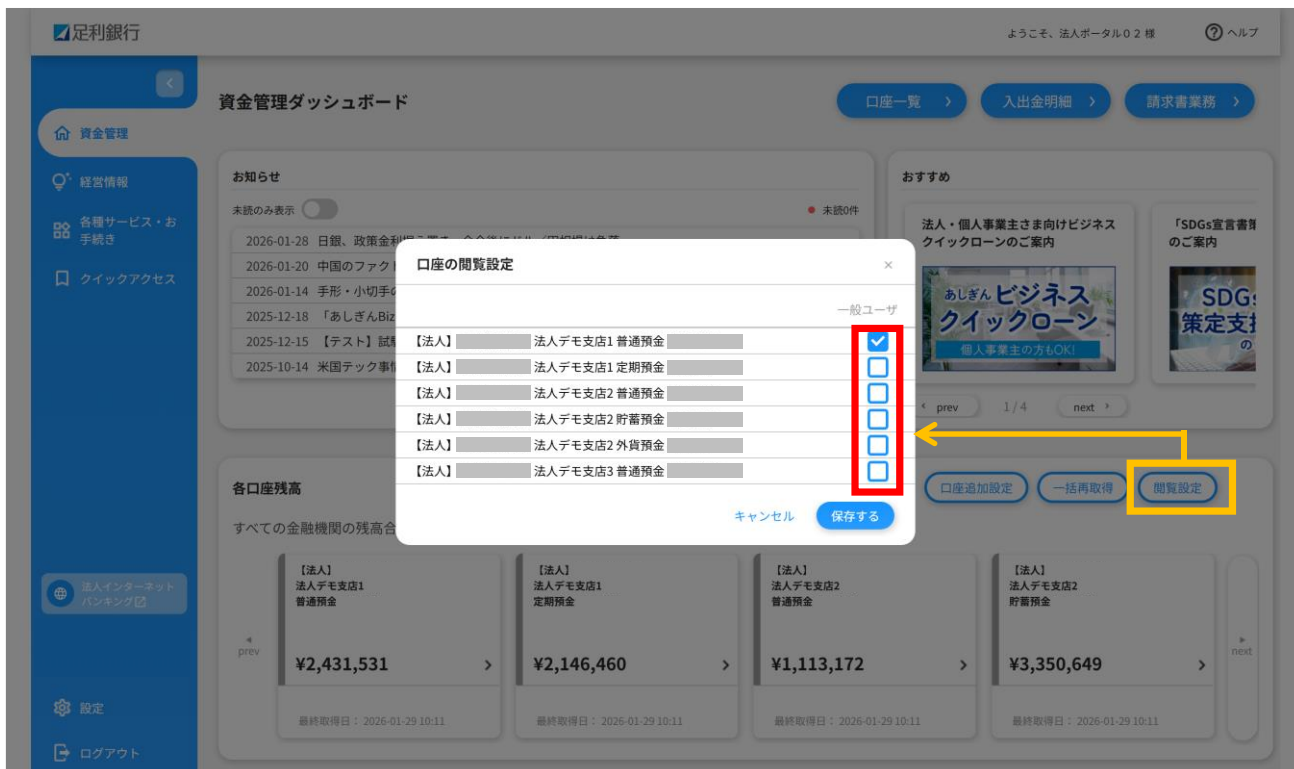 足利銀行
ようこそ、法人ポータル02様
ヘルプ
資金管理ダッシュボード
口座一覧
入出金明細
請求書業務
資金管理
経営情報
各種サービス・お
手続き
クイックアクセス
お知らせ
未読のみ表示
未読0件
2026-01-28 日銀、政策金利
2026-01-20 中国のファクト
2026-01-14 手形・小切手の
2025-12-18 「あしぎんBiz
2025-12-15 【テスト】試験
2025-10-14 米国テック事情
おすすめ
法人・個人事業主さま向けビジネス
クイックローンのご案内
あしぎんビジネス
クイックローン
個人事業主の方もOK!
「SDGs宣言書策
のご案内
SDGs
策定支援
の
prev
1/4
next
口座の閲覧設定
×
一般ユーザ
【法人】 法人デモ支店1 普通預金
【法人】 法人デモ支店1 定期預金
【法人】 法人デモ支店2 普通預金
【法人】 法人デモ支店2 貯蓄預金
【法人】 法人デモ支店2 外貨預金
【法人】 法人デモ支店3 普通預金
キャンセル
保存する
各口座残高
口座追加設定
一括再取得
閲覧設定
すべての金融機関の残高合
prev
【法人】
法人デモ支店1
普通預金
¥2,431,531
最終取得日: 2026-01-29 10:11
【法人】
法人デモ支店1
定期預金
¥2,146,460
最終取得日: 2026-01-29 10:11
【法人】
法人デモ支店2
普通預金
¥1,113,172
最終取得日: 2026-01-29 10:11
【法人】
法人デモ支店2
貯蓄預金
¥3,350,649
最終取得日: 2026-01-29 10:11
next
法人インターネット
バンキング
設定
ログアウト